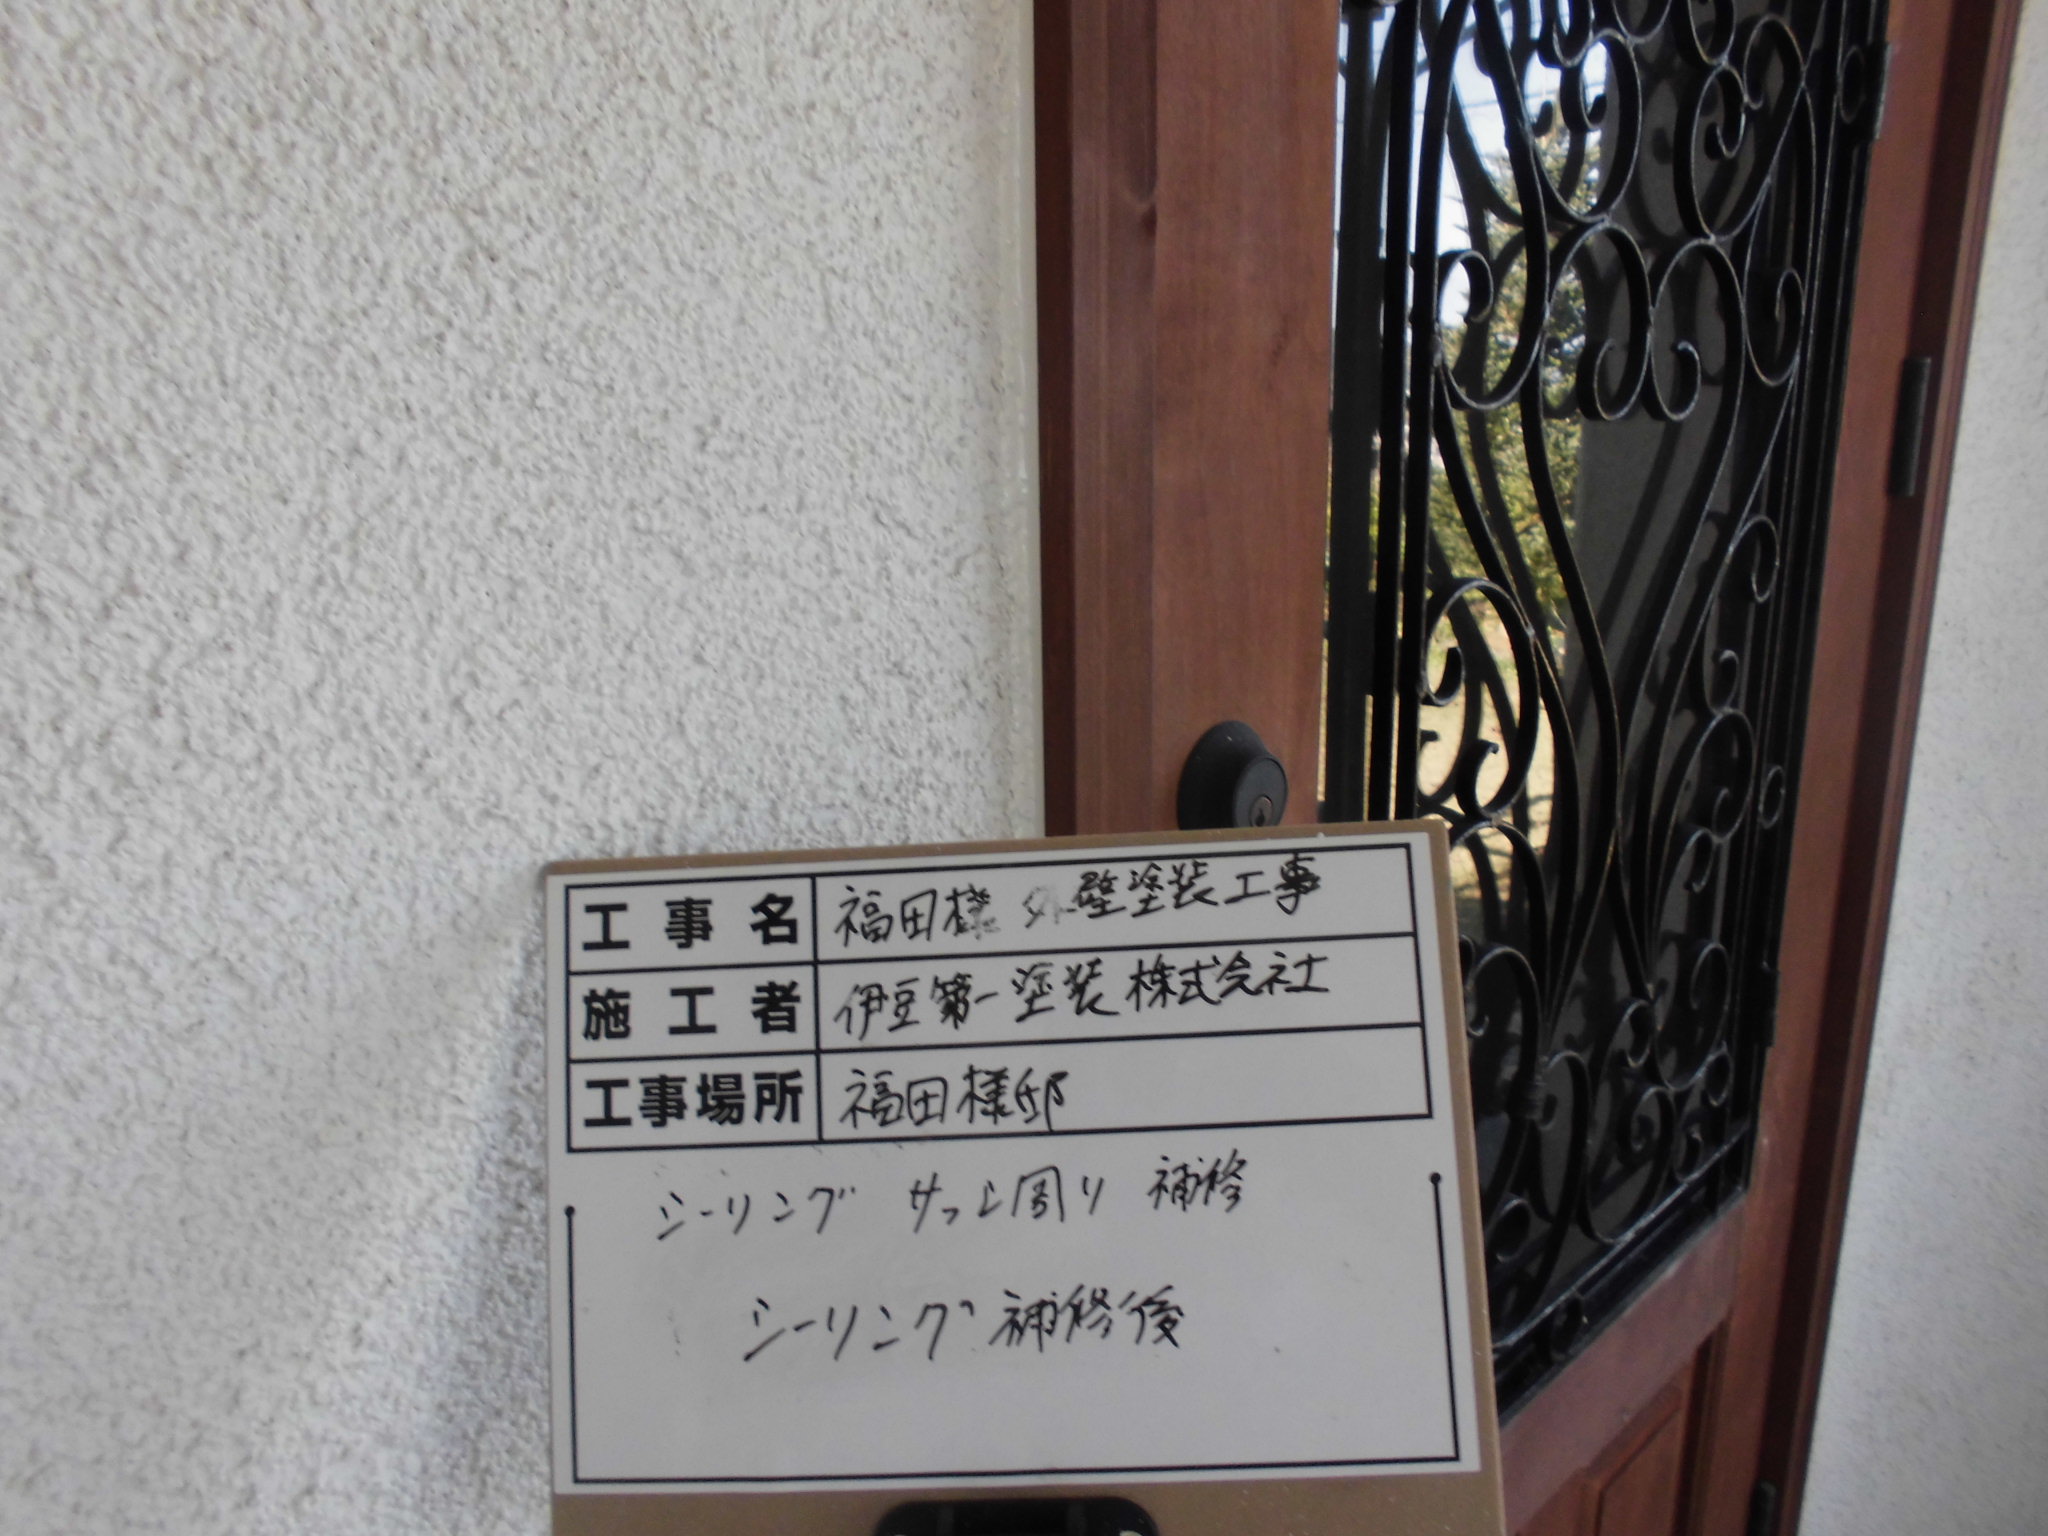 工事名 福田様 外壁塗装工事
施工者 伊豆第一塗装株式会社
工事場所 福田様邸
シーリング サッシ周り 補修
シーリング補修後